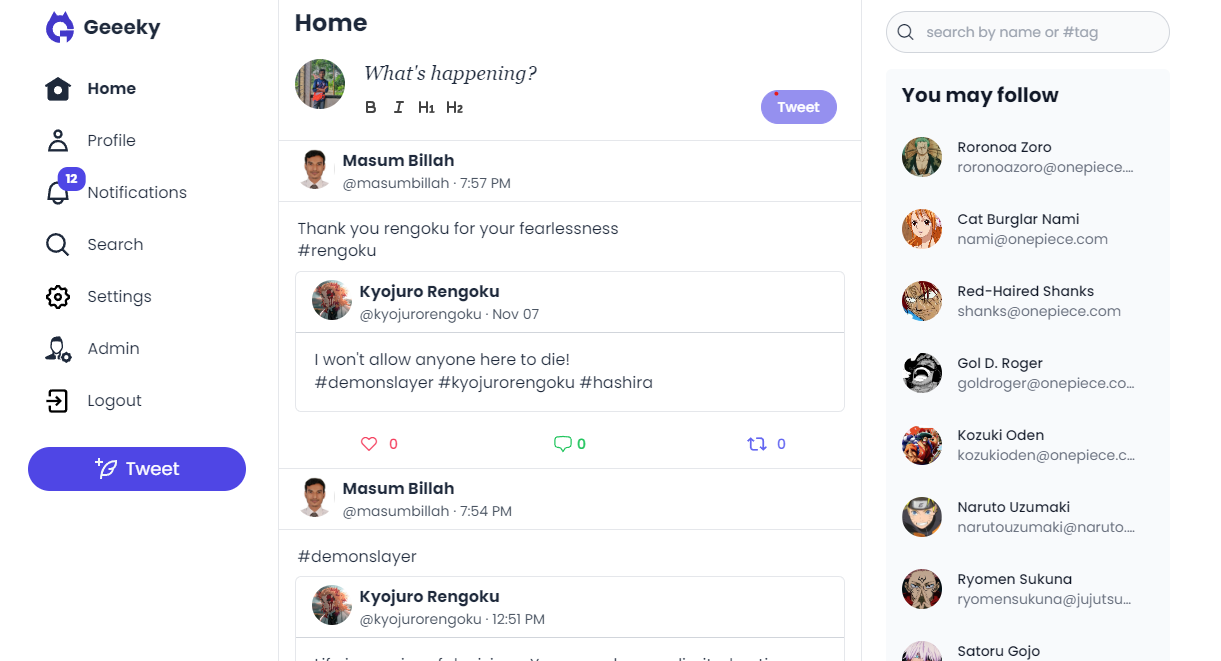 Geeeky
Home
Profile
12
Notifications
Search
Settings
Admin
Logout
Tweet
Home
What's happening?
B I H1 H2
Tweet
Masum Billah
@masumbillah · 7:57 PM
Thank you rengoku for your fearlessness
#rengoku
Kyojuro Rengoku
@kyojurorengoku · Nov 07
I won't allow anyone here to die!
#demonslayer #kyojurorengoku #hashira
0 0 0
Masum Billah
@masumbillah · 7:54 PM
#demonslayer
Kyojuro Rengoku
@kyojurorengoku · 12:51 PM
search by name or #tag
You may follow
Roronoa Zoro
roronoazoro@onepiece....
Cat Burglar Nami
nami@onepiece.com
Red-Haired Shanks
shanks@onepiece.com
Gol D. Roger
goldroger@onepiece.co...
Kozuki Oden
kozukioden@onepiece.c...
Naruto Uzumaki
narutouzumaki@naruto....
Ryomen Sukuna
ryomensukuna@jujutsu...
Satoru Gojo